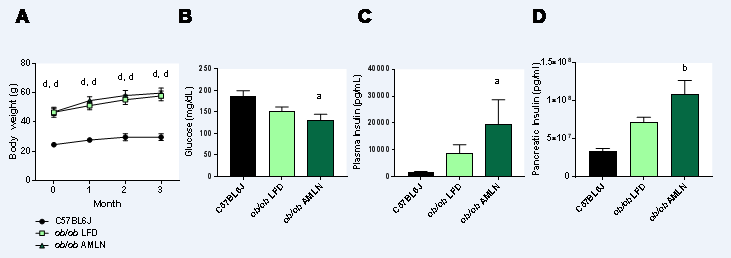 A
B
C
D
Body weight (g)
80
60
40
20
0
d, d
d, d
d, d
d, d
0
1
2
3
Month
C57BL6J
ob/ob LFD
ob/ob AMLN
Glucose (mg/dL)
250
200
150
100
50
0
a
C57BL6J
ob/ob LFD
ob/ob AMLN
Plasma Insulin (pg/mL)
40000
30000
20000
10000
0
a
C57BL6J
ob/ob LFD
ob/ob AMLN
Pancreatic Insulin (pg/ml)
1.5×10⁸
1×10⁸
5×10⁷
0
b
C57BL6J
ob/ob LFD
ob/ob AMLN